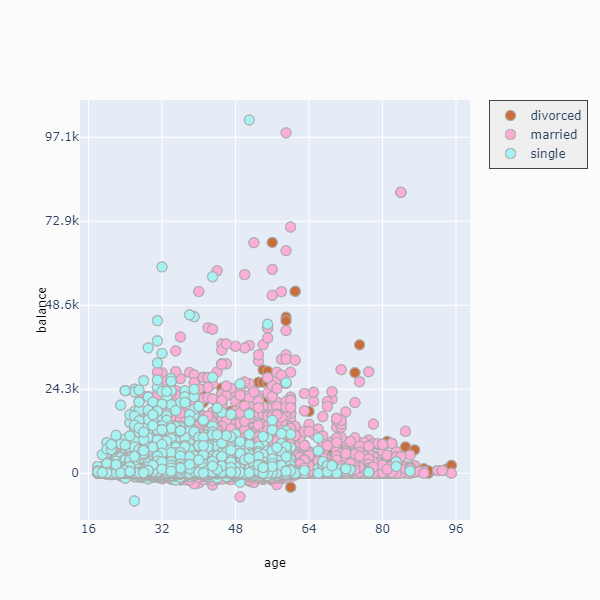 divorced
married
single
97.1k
72.9k
48.6k
24.3k
0
balance
16 32 48 64 80 96
age